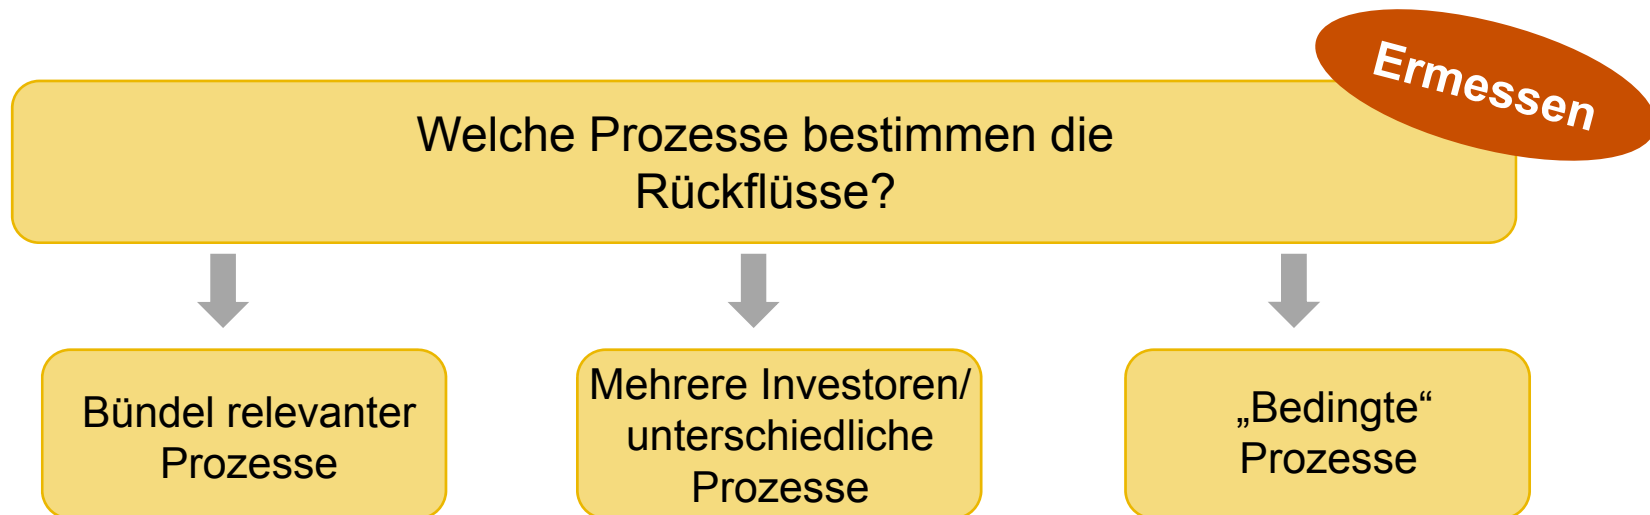 Ermessen
Welche Prozesse bestimmen die
Rückflüsse?
Bündel relevanter
Prozesse
Mehrere Investoren/
unterschiedliche
Prozesse
„Bedingte“
Prozesse